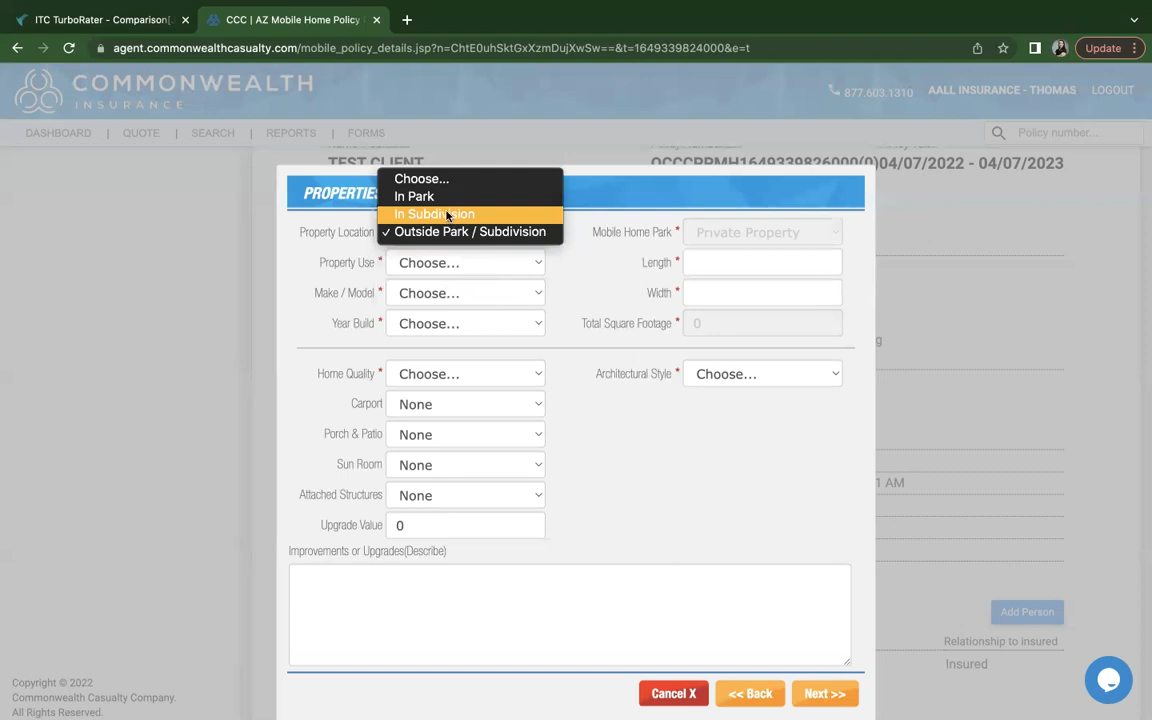 ITC TurboRater - Comparison[. × CCC | AZ Mobile Home Policy × +
agent.commonwealthcasualty.com/mobile_policy_details.jsp?n=ChtE0uhSktGxXzmDujXwSw==&t=1649339824000&e=t Update
COMMONWEALTH
INSURANCE
877.603.1310 AALL INSURANCE - THOMAS LOGOUT
DASHBOARD | QUOTE | SEARCH | REPORTS | FORMS Policy number...
TEST CLIENT 04/07/2022 - 04/07/2023
PROPERTIES
Choose...
In Park
In Subdivision
✓ Outside Park / Subdivision
Property Location Mobile Home Park * Private Property
Property Use * Choose... Length *
Make / Model * Choose... Width *
Year Build * Choose... Total Square Footage * 0
Home Quality * Choose... Architectural Style * Choose...
Carport None
Porch & Patio None
Sun Room None
Attached Structures None
1 AM
Upgrade Value 0
Improvements or Upgrades(Describe)
Add Person
Relationship to insured
Insured
Cancel X << Back Next >>
Copyright © 2022
Commonwealth Casualty Company.
All Rights Reserved.